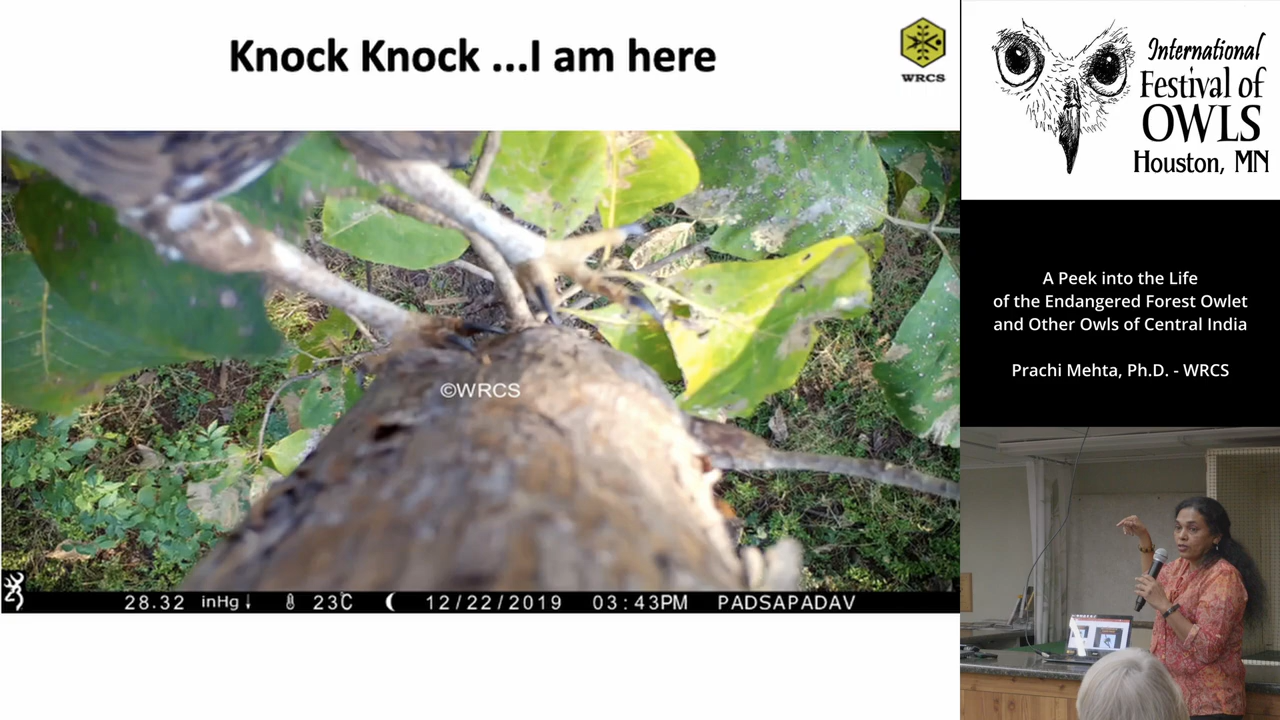 Knock Knock ...I am here
WRCS
©WRCS
28.32 inHg↓ 23°C 12/22/2019 03:43PM PADSAPADAV
International
Festival of
OWLS
Houston, MN
A Peek into the Life
of the Endangered Forest Owlet
and Other Owls of Central India
Prachi Mehta, Ph.D. - WRCS